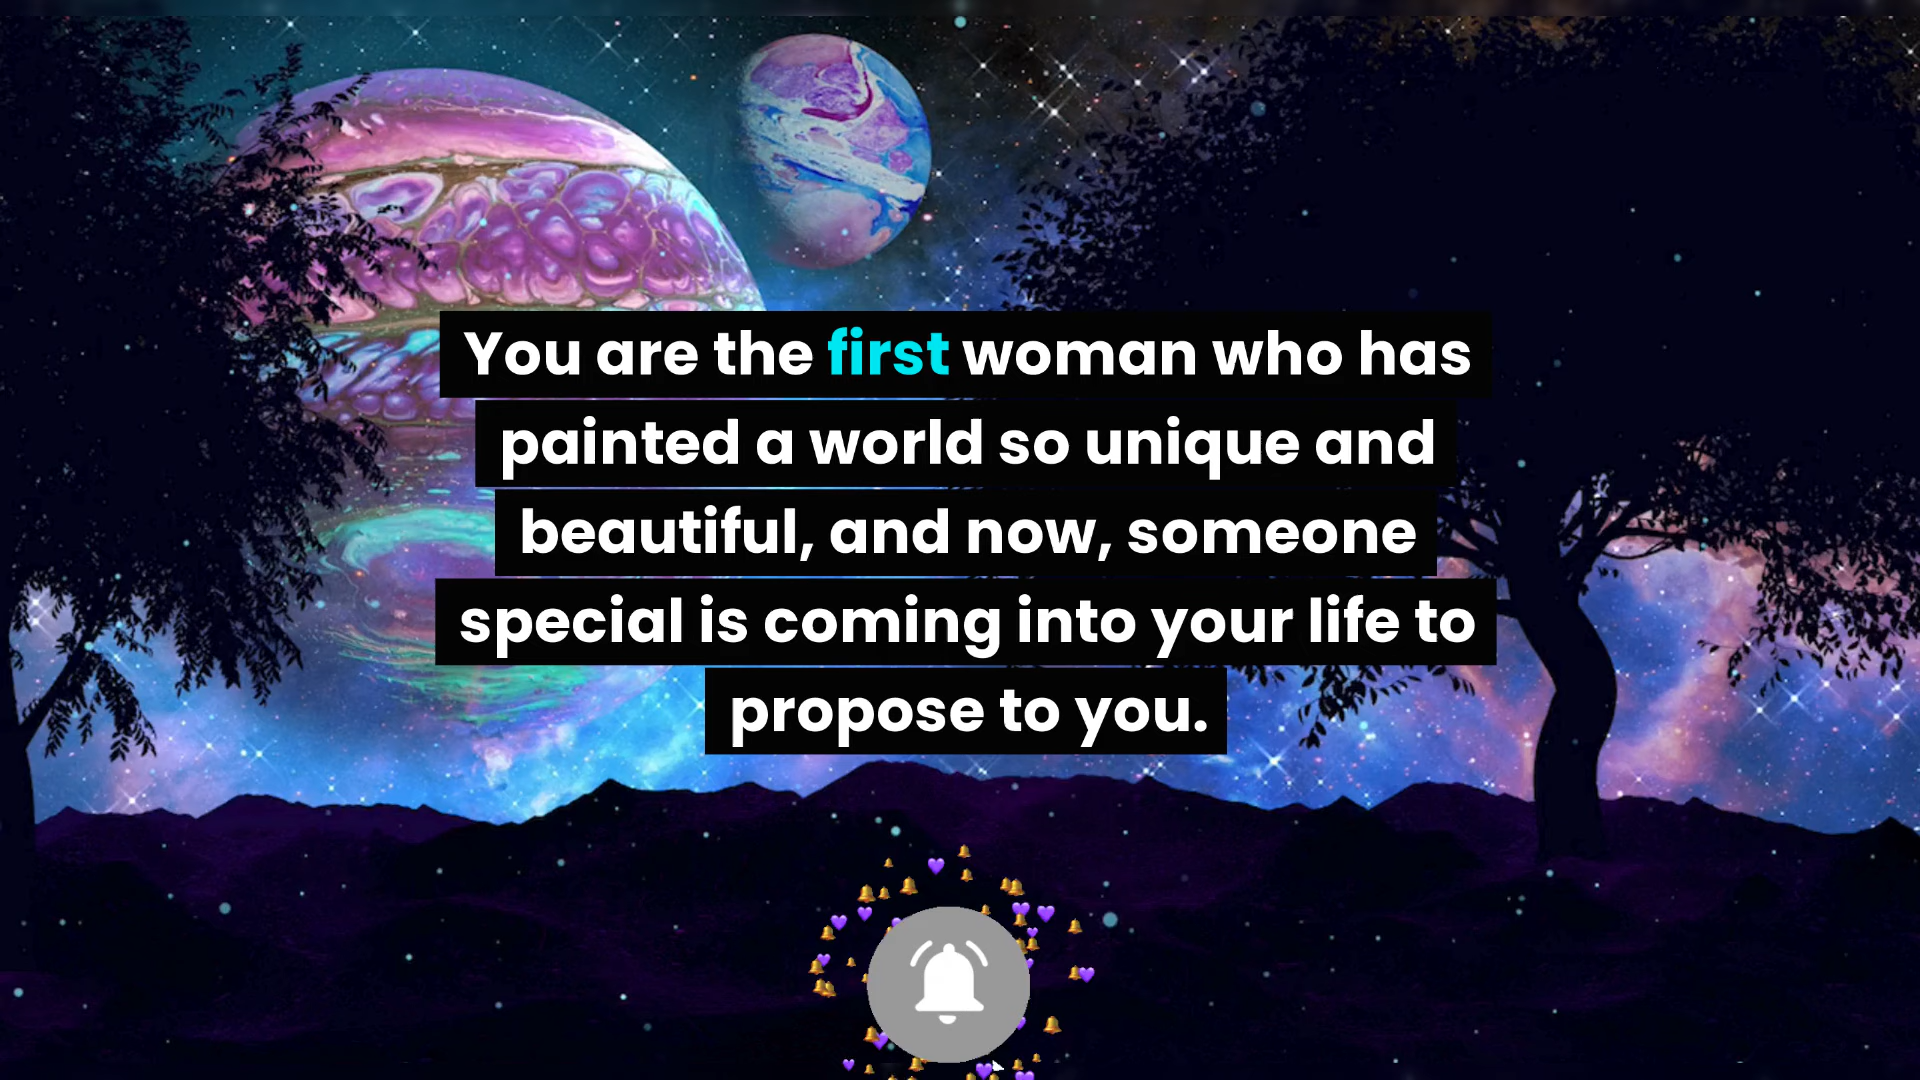 You are the first woman who has
painted a world so unique and
beautiful, and now, someone
special is coming into your life to
propose to you.